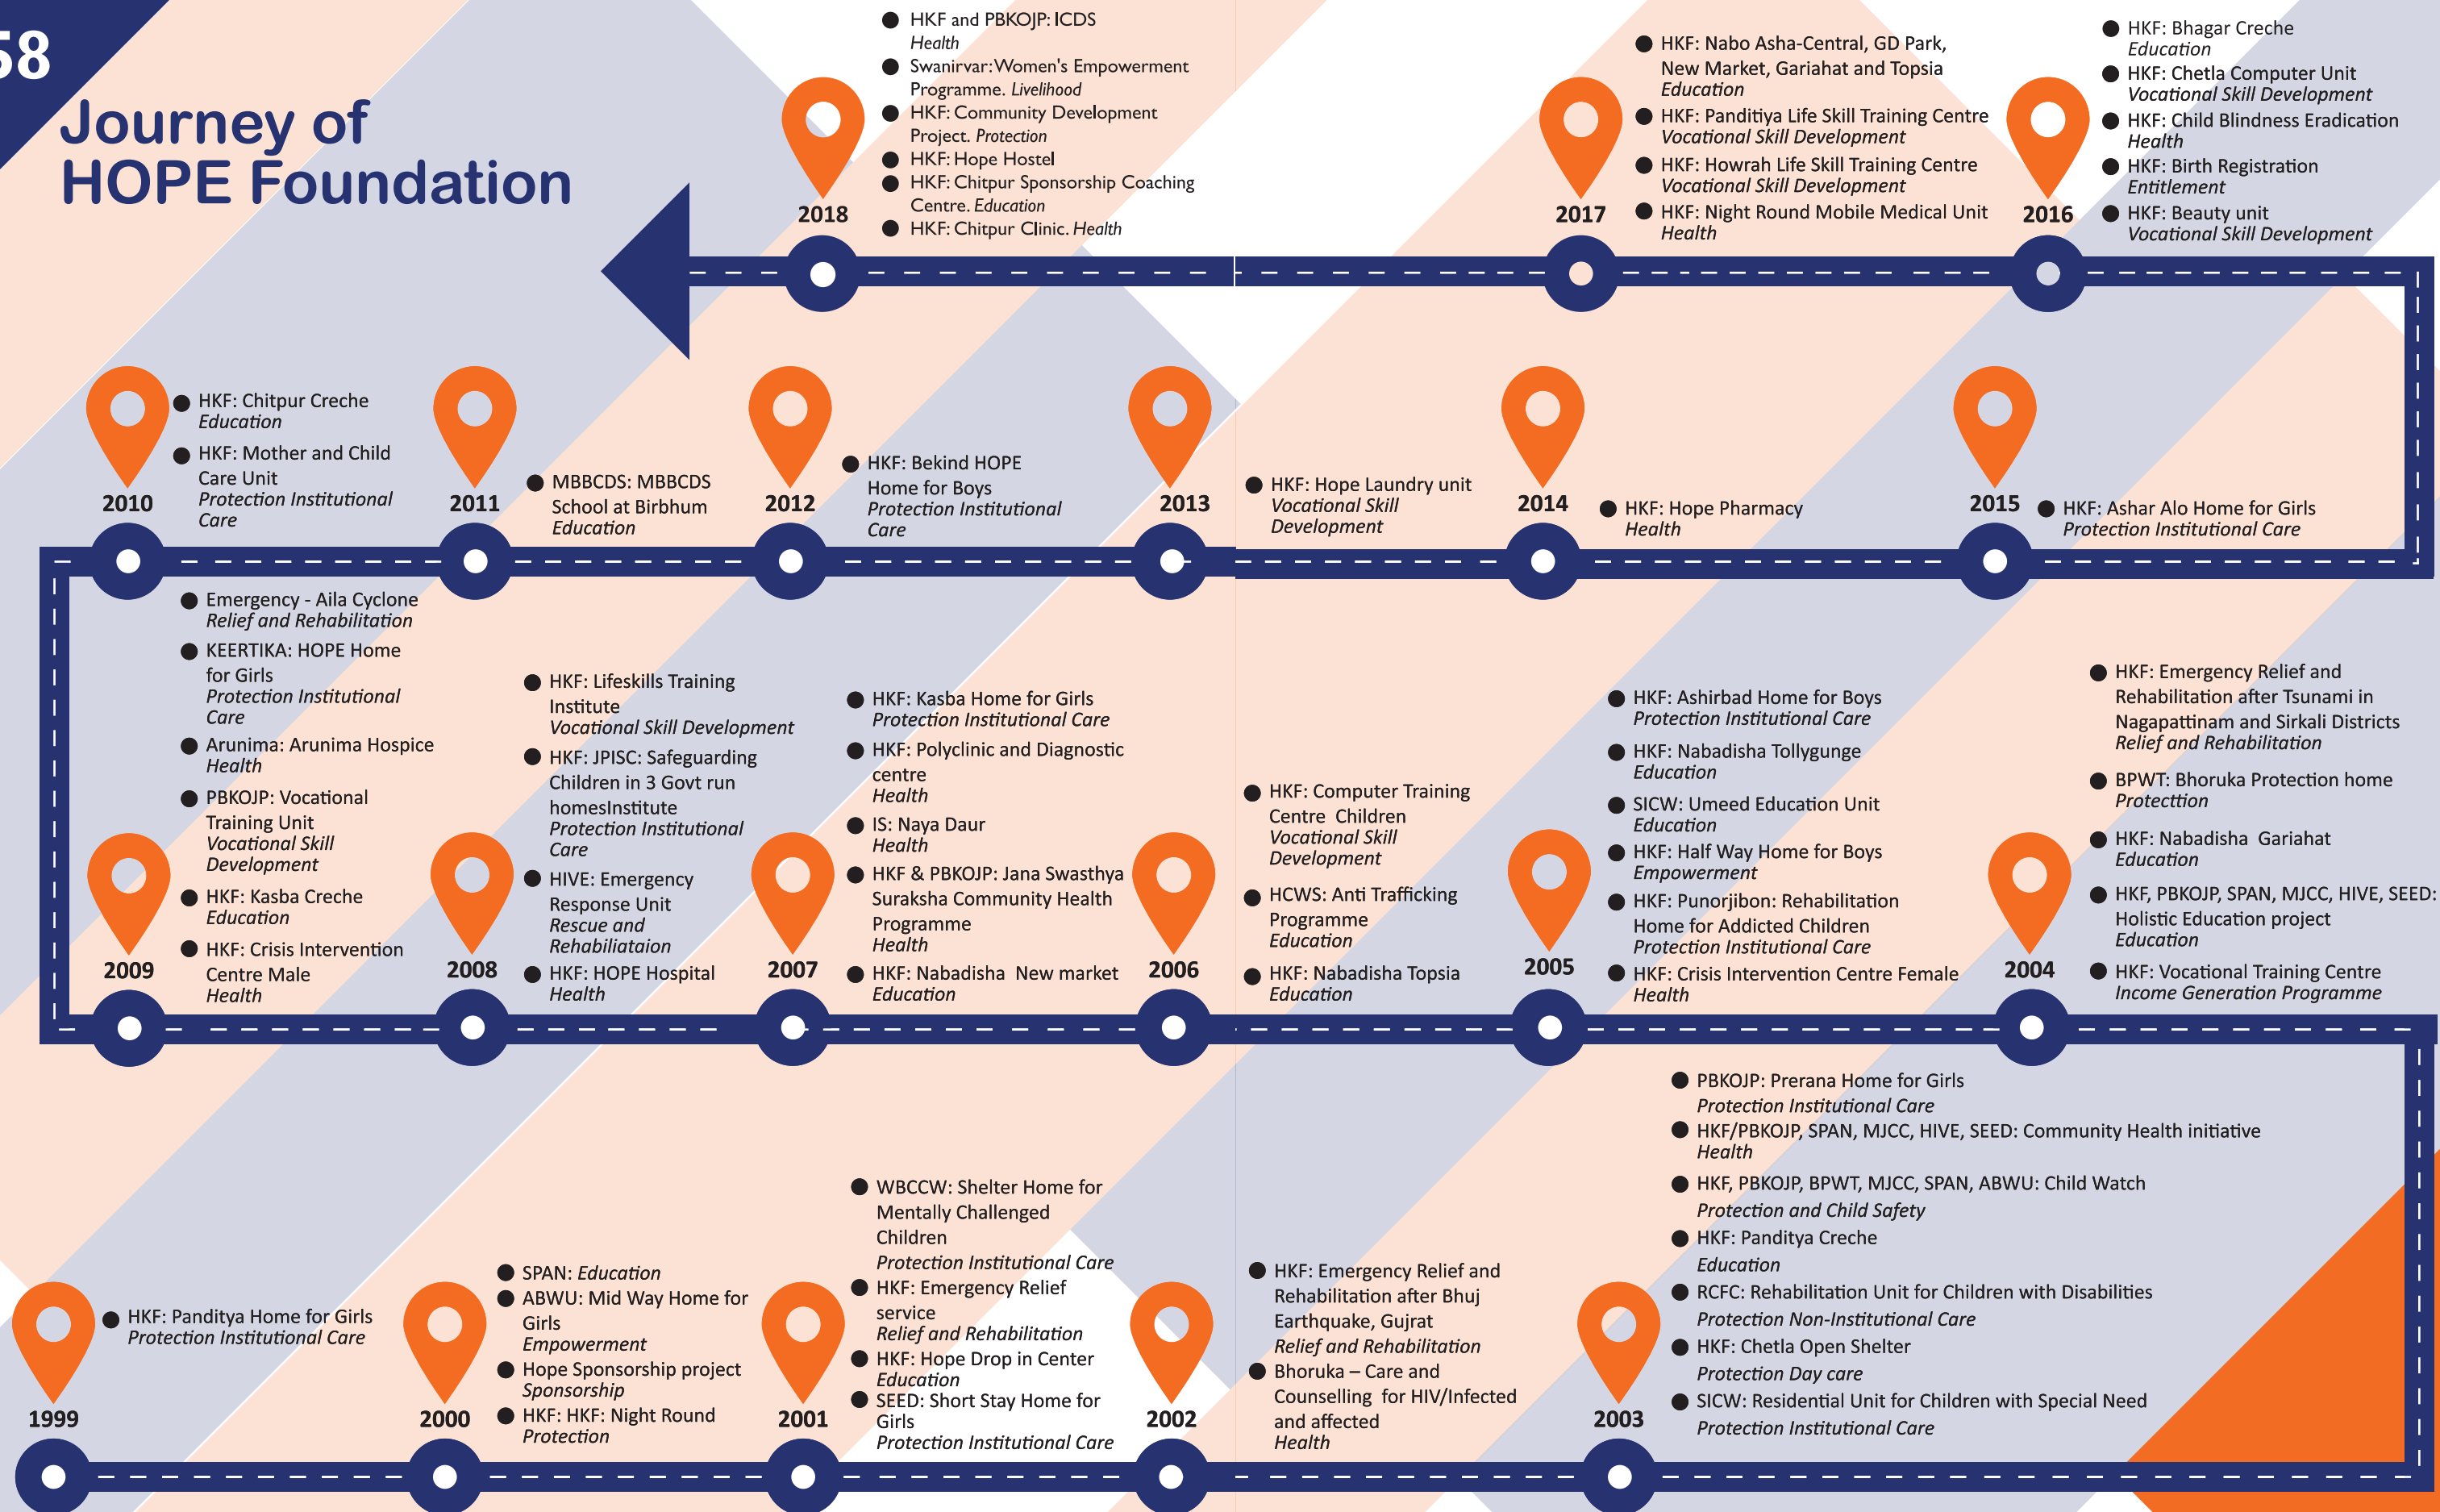 58
Journey of
HOPE Foundation
HKF and PBKOJP: ICDS
Health
Swanirvar:Women's Empowerment
Programme. Livelihood
HKF: Community Development
Project. Protection
HKF: Hope Hostel
HKF: Chitpur Sponsorship Coaching
Centre. Education
HKF: Chitpur Clinic. Health
2018
HKF: Nabo Asha-Central, GD Park,
New Market, Gariahat and Topsia
Education
HKF: Panditiya Life Skill Training Centre
Vocational Skill Development
HKF: Howrah Life Skill Training Centre
Vocational Skill Development
HKF: Night Round Mobile Medical Unit
Health
2017
HKF: Bhagar Creche
Education
HKF: Chetla Computer Unit
Vocational Skill Development
HKF: Child Blindness Eradication
Health
HKF: Birth Registration
Entitlement
HKF: Beauty unit
Vocational Skill Development
2016
HKF: Chitpur Creche
Education
HKF: Mother and Child
Care Unit
Protection Institutional
Care
2010
MBBCDS: MBBCDS
School at Birbhum
Education
2011
HKF: Bekind HOPE
Home for Boys
Protection Institutional
Care
2012
HKF: Hope Laundry unit
Vocational Skill
Development
2013
HKF: Hope Pharmacy
Health
2014
HKF: Ashar Alo Home for Girls
Protection Institutional Care
2015
Emergency - Aila Cyclone
Relief and Rehabilitation
KEERTIKA: HOPE Home
for Girls
Protection Institutional
Care
Arunima: Arunima Hospice
Health
PBKOJP: Vocational
Training Unit
Vocational Skill
Development
HKF: Kasba Creche
Education
HKF: Crisis Intervention
Centre Male
Health
2009
HKF: Lifeskills Training
Institute
Vocational Skill Development
HKF: JPISC: Safeguarding
Children in 3 Govt run
homesInstitute
Protection Institutional
Care
HIVE: Emergency
Response Unit
Rescue and
Rehabiliataion
HKF: HOPE Hospital
Health
2008
HKF: Kasba Home for Girls
Protection Institutional Care
HKF: Polyclinic and Diagnostic
centre
Health
IS: Naya Daur
Health
HKF & PBKOJP: Jana Swasthya
Suraksha Community Health
Programme
Health
HKF: Nabadisha New market
Education
2007
HKF: Computer Training
Centre Children
Vocational Skill
Development
HCWS: Anti Trafficking
Programme
Education
HKF: Nabadisha Topsia
Education
2006
HKF: Ashirbad Home for Boys
Protection Institutional Care
HKF: Nabadisha Tollygunge
Education
SICW: Umeed Education Unit
Education
HKF: Half Way Home for Boys
Empowerment
HKF: Punorjibon: Rehabilitation
Home for Addicted Children
Protection Institutional Care
HKF: Crisis Intervention Centre Female
Health
2005
HKF: Emergency Relief and
Rehabilitation after Tsunami in
Nagapattinam and Sirkali Districts
Relief and Rehabilitation
BPWT: Bhoruka Protection home
Protecttion
HKF: Nabadisha Gariahat
Education
HKF, PBKOJP, SPAN, MJCC, HIVE, SEED:
Holistic Education project
Education
HKF: Vocational Training Centre
Income Generation Programme
2004
HKF: Panditya Home for Girls
Protection Institutional Care
1999
SPAN: Education
ABWU: Mid Way Home for
Girls
Empowerment
Hope Sponsorship project
Sponsorship
HKF: HKF: Night Round
Protection
2000
WBCCW: Shelter Home for
Mentally Challenged
Children
Protection Institutional Care
HKF: Emergency Relief
service
Relief and Rehabilitation
HKF: Hope Drop in Center
Education
SEED: Short Stay Home for
Girls
Protection Institutional Care
2001
HKF: Emergency Relief and
Rehabilitation after Bhuj
Earthquake, Gujrat
Relief and Rehabilitation
Bhoruka – Care and
Counselling for HIV/Infected
and affected
Health
2002
PBKOJP: Prerana Home for Girls
Protection Institutional Care
HKF/PBKOJP, SPAN, MJCC, HIVE, SEED: Community Health initiative
Health
HKF, PBKOJP, BPWT, MJCC, SPAN, ABWU: Child Watch
Protection and Child Safety
HKF: Panditya Creche
Education
RCFC: Rehabilitation Unit for Children with Disabilities
Protection Non-Institutional Care
HKF: Chetla Open Shelter
Protection Day care
SICW: Residential Unit for Children with Special Need
Protection Institutional Care
2003